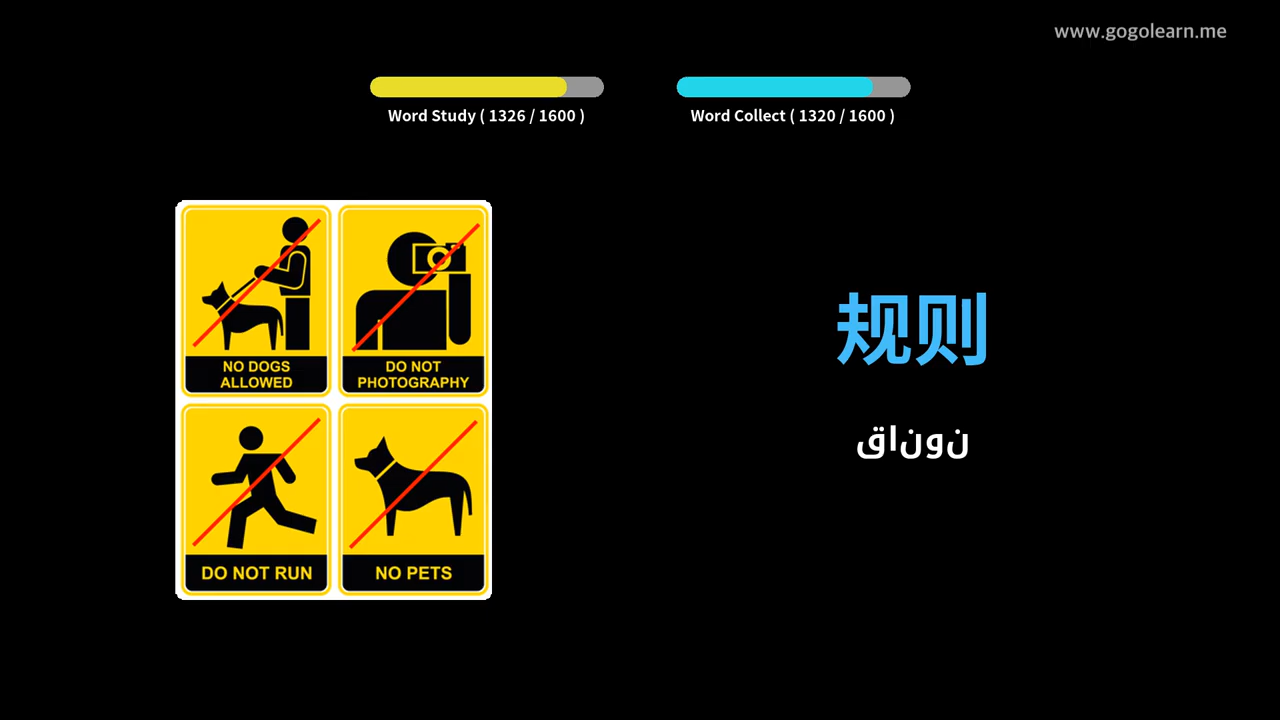 www.gogolearn.me
Word Study ( 1326 / 1600 )
Word Collect ( 1320 / 1600 )
NO DOGS
ALLOWED
DO NOT
PHOTOGRAPHY
DO NOT RUN
NO PETS
规则
قانون